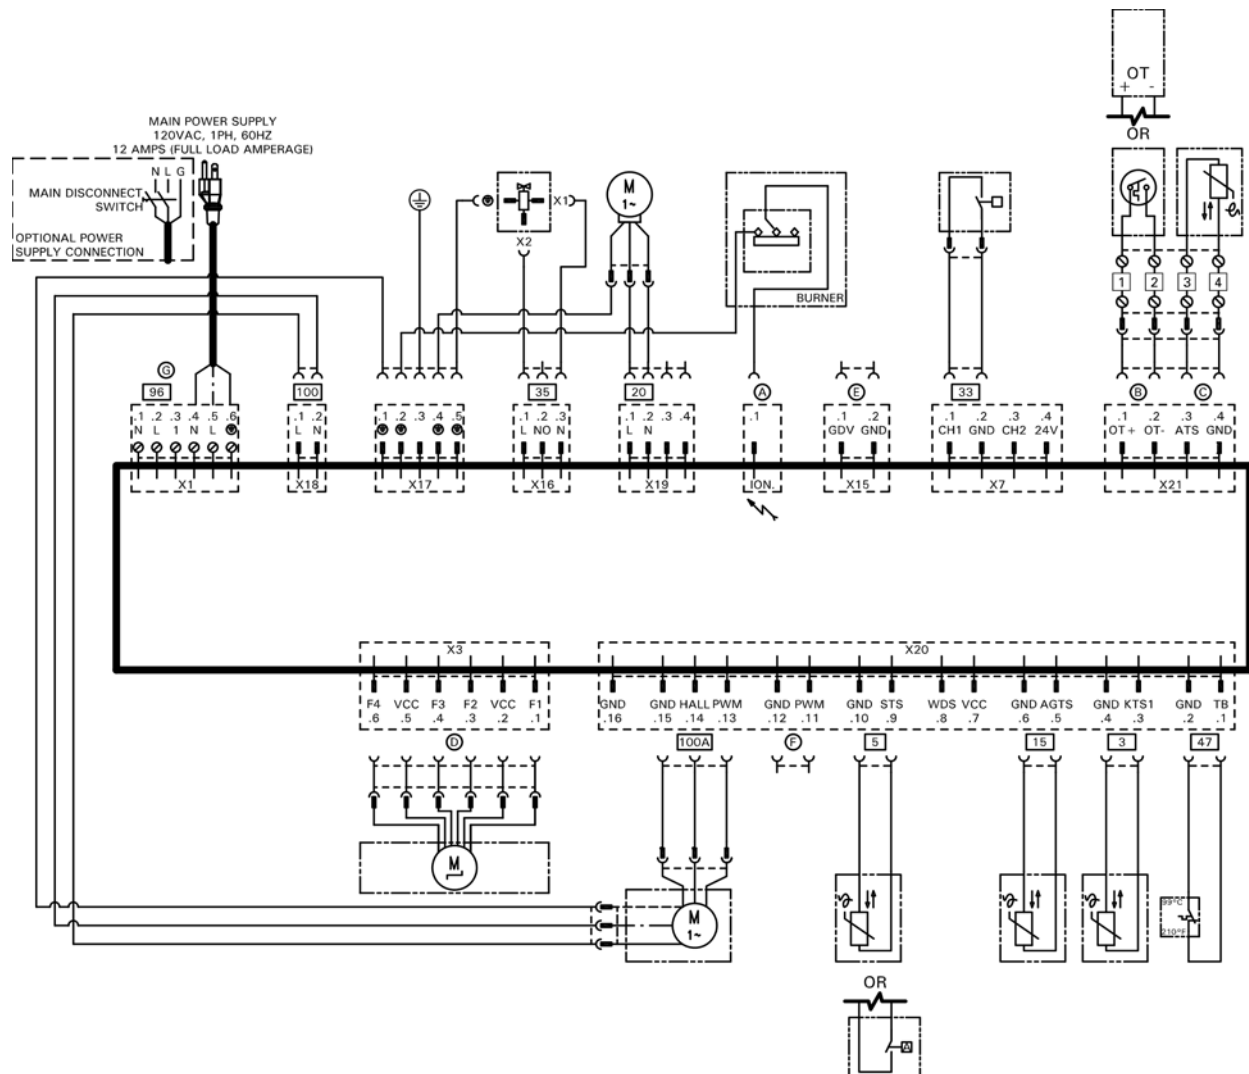 OT
+ -
OR
MAIN POWER SUPPLY
120VAC, 1PH, 60HZ
12 AMPS (FULL LOAD AMPERAGE)
N L G
MAIN DISCONNECT
SWITCH
OPTIONAL POWER
SUPPLY CONNECTION
X1
X2
M
1~
BURNER
1 2 3 4
G
96 100 35 20 A E 33 B C
.1 .2 .3 .4 .5 .6
N L 1 N L
X1
.1 .2
L N
X18
.1 .2 .3 .4 .5
X17
.1 .2 .3
L NO N
X16
.1 .2 .3 .4
L N
X19
.1
ION.
.1 .2
GDV GND
X15
.1 .2 .3 .4
CH1 GND CH2 24V
X7
.1 .2 .3 .4
OT+ OT- ATS GND
X21
X3
F4 VCC F3 F2 VCC F1
.6 .5 .4 .3 .2 .1
D
M
X20
GND GND HALL PWM GND PWM GND STS WDS VCC GND AGTS GND KTS1 GND TB
.16 .15 .14 .13 .12 .11 .10 .9 .8 .7 .6 .5 .4 .3 .2 .1
100A F 5 15 3 47
M
1~
99°C
210°F
OR
A